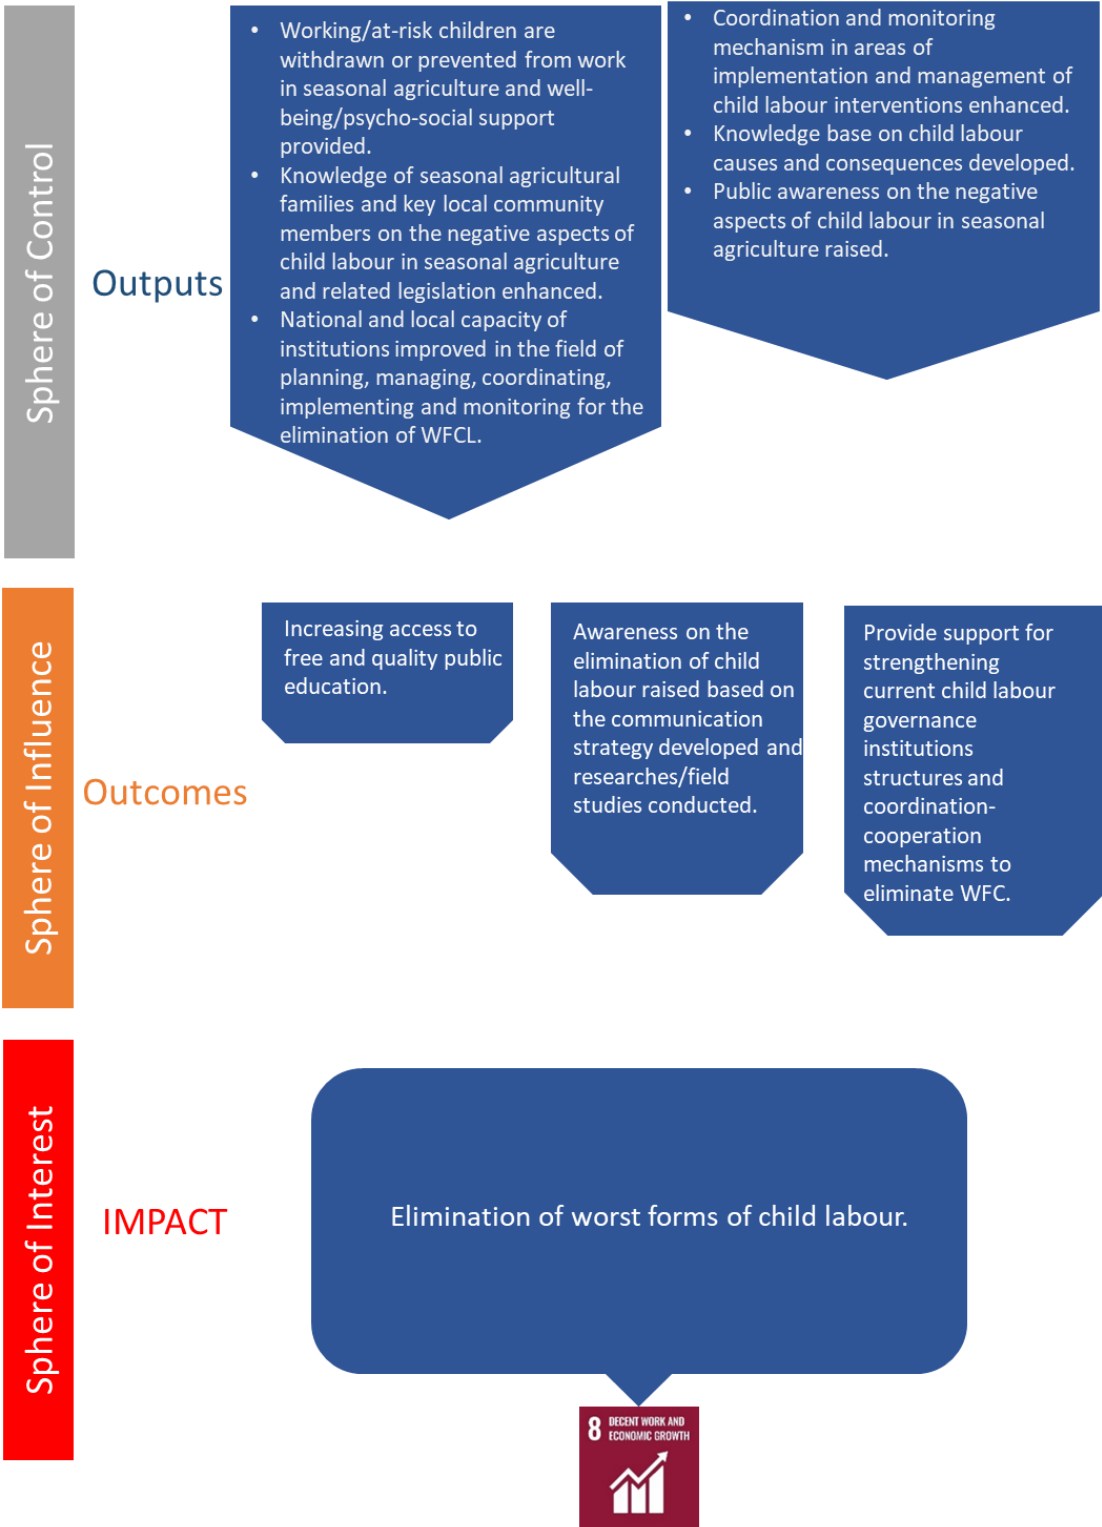 Sphere of Control
Outputs
• Working/at-risk children are
withdrawn or prevented from work
in seasonal agriculture and well-
being/psycho-social support
provided.
• Knowledge of seasonal agricultural
families and key local community
members on the negative aspects of
child labour in seasonal agriculture
and related legislation enhanced.
• National and local capacity of
institutions improved in the field of
planning, managing, coordinating,
implementing and monitoring for the
elimination of WFCL.
• Coordination and monitoring
mechanism in areas of
implementation and management of
child labour interventions enhanced.
• Knowledge base on child labour
causes and consequences developed.
• Public awareness on the negative
aspects of child labour in seasonal
agriculture raised.
Sphere of Influence
Outcomes
Increasing access to
free and quality public
education.
Awareness on the
elimination of child
labour raised based on
the communication
strategy developed and
researches/field
studies conducted.
Provide support for
strengthening
current child labour
governance
institutions
structures and
coordination-
cooperation
mechanisms to
eliminate WFC.
Sphere of Interest
IMPACT
Elimination of worst forms of child labour.
8 DECENT WORK AND
ECONOMIC GROWTH